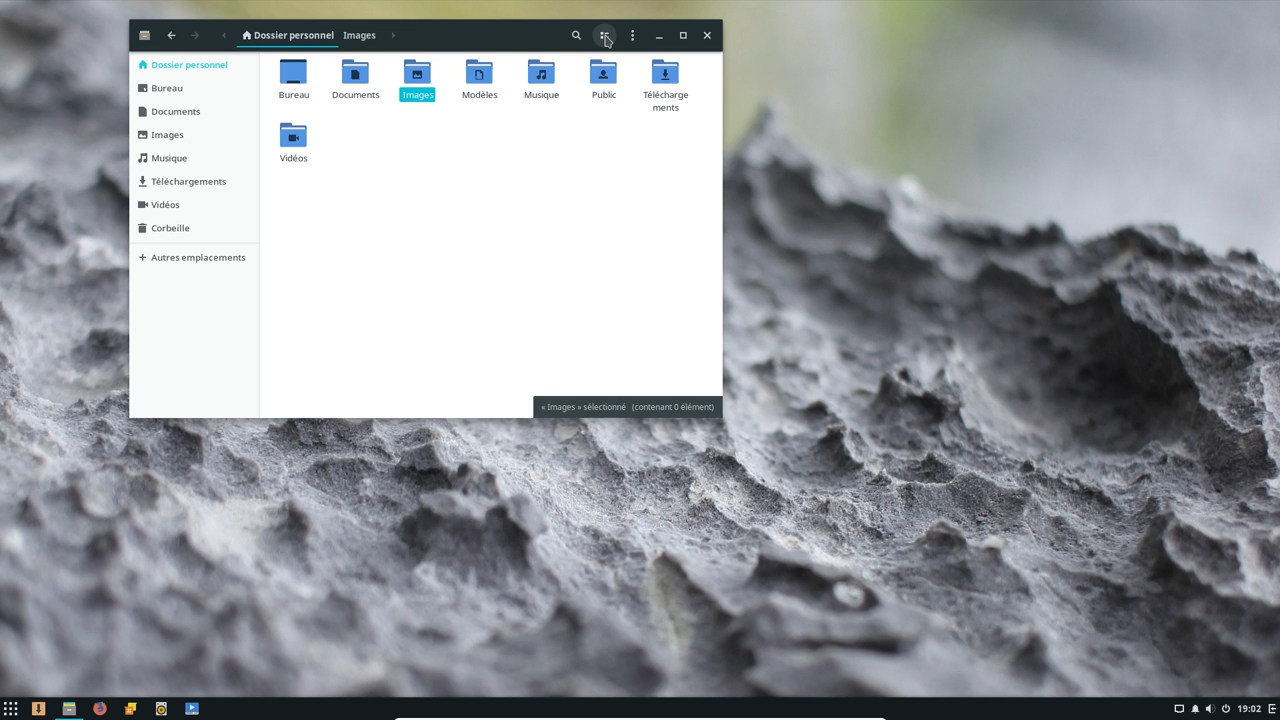 Dossier personnel Images
Dossier personnel
Bureau
Documents
Images
Musique
Téléchargements
Vidéos
Corbeille
Autres emplacements
Bureau Documents Images Modèles Musique Public Télécharge
ments
Vidéos
« Images » sélectionné (contenant 0 élément)
19:02